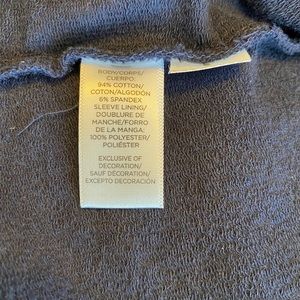 BODY/CORPS/
CUERPO:
94% COTTON/
COTON/ALGODÓN
6% SPANDEX
SLEEVE LINING/
DOUBLURE DE
MANCHE/FORRO
DE LA MANGA:
100% POLYESTER/
POLIÉSTER
EXCLUSIVE OF
DECORATION/
SAUF DÉCORATION/
EXCEPTO DECORACIÓN